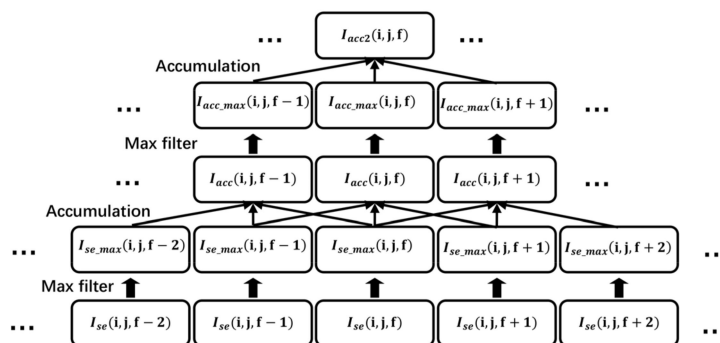 ... I_acc2(i, j, f) ...
Accumulation
... I_acc_max(i, j, f − 1) I_acc_max(i, j, f) I_acc_max(i, j, f + 1) ...
Max filter
... I_acc(i, j, f − 1) I_acc(i, j, f) I_acc(i, j, f + 1) ...
Accumulation
... I_se_max(i, j, f − 2) I_se_max(i, j, f − 1) I_se_max(i, j, f) I_se_max(i, j, f + 1) I_se_max(i, j, f + 2) ..
Max filter
... I_se(i, j, f − 2) I_se(i, j, f − 1) I_se(i, j, f) I_se(i, j, f + 1) I_se(i, j, f + 2) ..